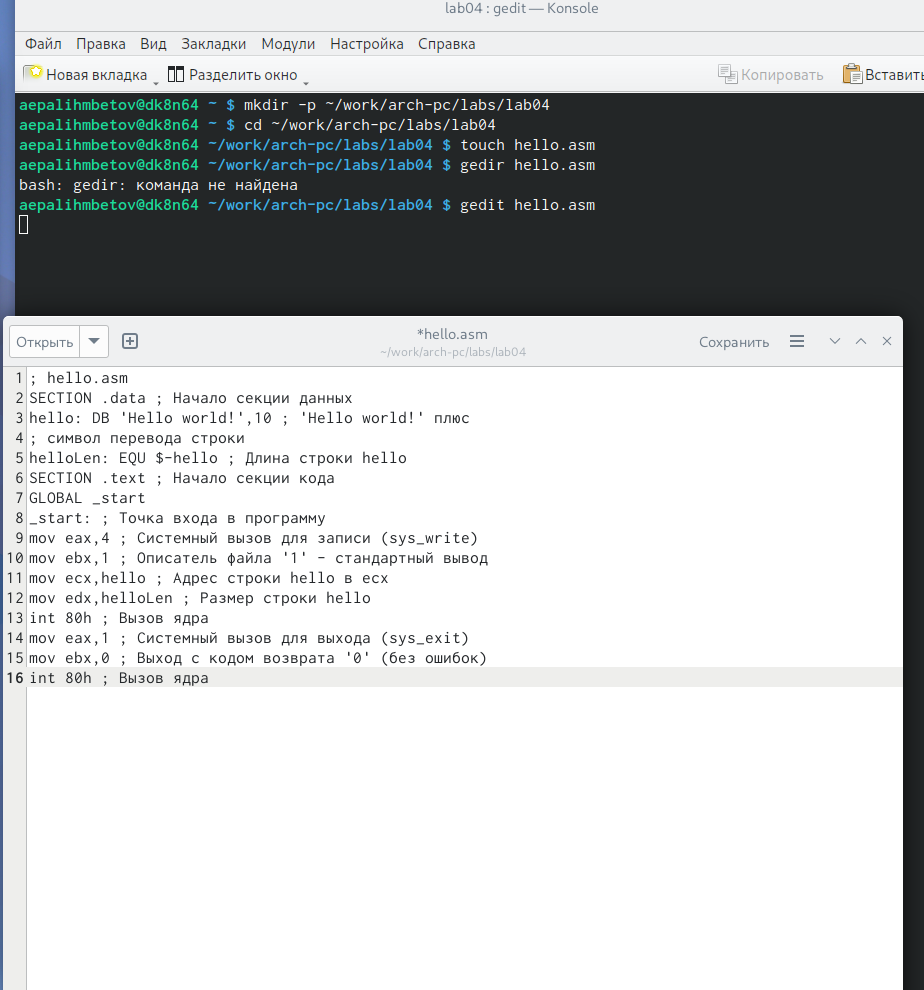 lab04 : gedit — Konsole
Файл Правка Вид Закладки Модули Настройка Справка
Новая вкладка Разделить окно Копировать Вставить
aepalihmbetov@dk8n64 ~ $ mkdir -p ~/work/arch-pc/labs/lab04
aepalihmbetov@dk8n64 ~ $ cd ~/work/arch-pc/labs/lab04
aepalihmbetov@dk8n64 ~/work/arch-pc/labs/lab04 $ touch hello.asm
aepalihmbetov@dk8n64 ~/work/arch-pc/labs/lab04 $ gedir hello.asm
bash: gedir: команда не найдена
aepalihmbetov@dk8n64 ~/work/arch-pc/labs/lab04 $ gedit hello.asm
Открыть *hello.asm Сохранить
~/work/arch-pc/labs/lab04
1 ; hello.asm
2 SECTION .data ; Начало секции данных
3 hello: DB 'Hello world!',10 ; 'Hello world!' плюс
4 ; символ перевода строки
5 helloLen: EQU $-hello ; Длина строки hello
6 SECTION .text ; Начало секции кода
7 GLOBAL _start
8 _start: ; Точка входа в программу
9 mov eax,4 ; Системный вызов для записи (sys_write)
10 mov ebx,1 ; Описатель файла '1' - стандартный вывод
11 mov ecx,hello ; Адрес строки hello в ecx
12 mov edx,helloLen ; Размер строки hello
13 int 80h ; Вызов ядра
14 mov eax,1 ; Системный вызов для выхода (sys_exit)
15 mov ebx,0 ; Выход с кодом возврата '0' (без ошибок)
16 int 80h ; Вызов ядра